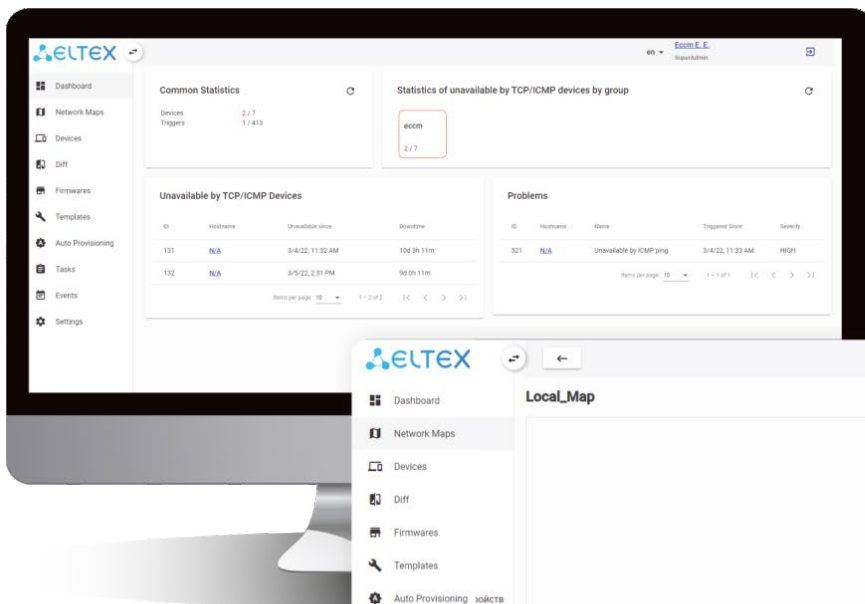 ELTEX
en
Eccm E. E.
SuperAdmin
Dashboard
Network Maps
Devices
Diff
Firmwares
Templates
Auto Provisioning
Tasks
Events
Settings
Common Statistics
Devices 2 / 7
Triggers 1 / 413
Statistics of unavailable by TCP/ICMP devices by group
eccm
2 / 7
Unavailable by TCP/ICMP Devices
ID Hostname Unavailable since Downtime
131 N/A 3/4/22, 11:32 AM 10d 3h 11m
132 N/A 3/5/22, 2:31 PM 9d 0h 11m
Items per page 10 1 – 2 of 2
Problems
ID Hostname Name Triggered Since Severity
521 N/A Unavailable by ICMP ping 3/4/22, 11:33 AM HIGH
Items per page 10 1 – 1 of 1
ELTEX
Dashboard
Network Maps
Devices
Diff
Firmwares
Templates
Auto Provisioning ройств
Local_Map